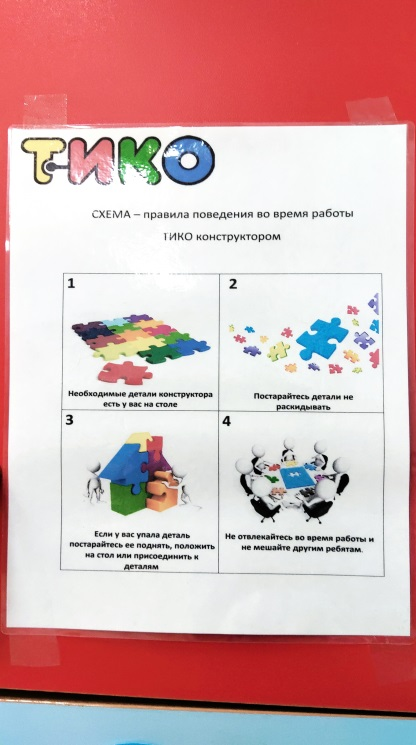 ТИКО
СХЕМА – правила поведения во время работы
ТИКО конструктором
1
Необходимые детали конструктора
есть у вас на столе
2
Постарайтесь детали не
раскидывать
3
Если у вас упала деталь
постарайтесь ее поднять, положить
на стол или присоединить к
деталям
4
Не отвлекайтесь во время работы и
не мешайте другим ребятам.